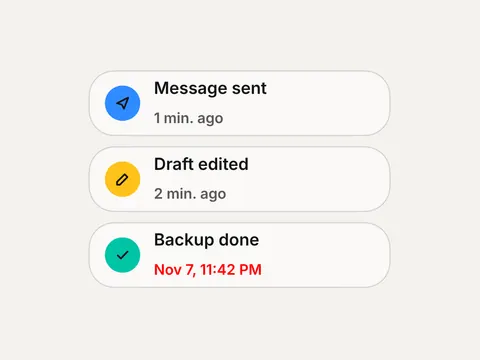 Message sent
1 min. ago
Draft edited
2 min. ago
Backup done
Nov 7, 11:42 PM